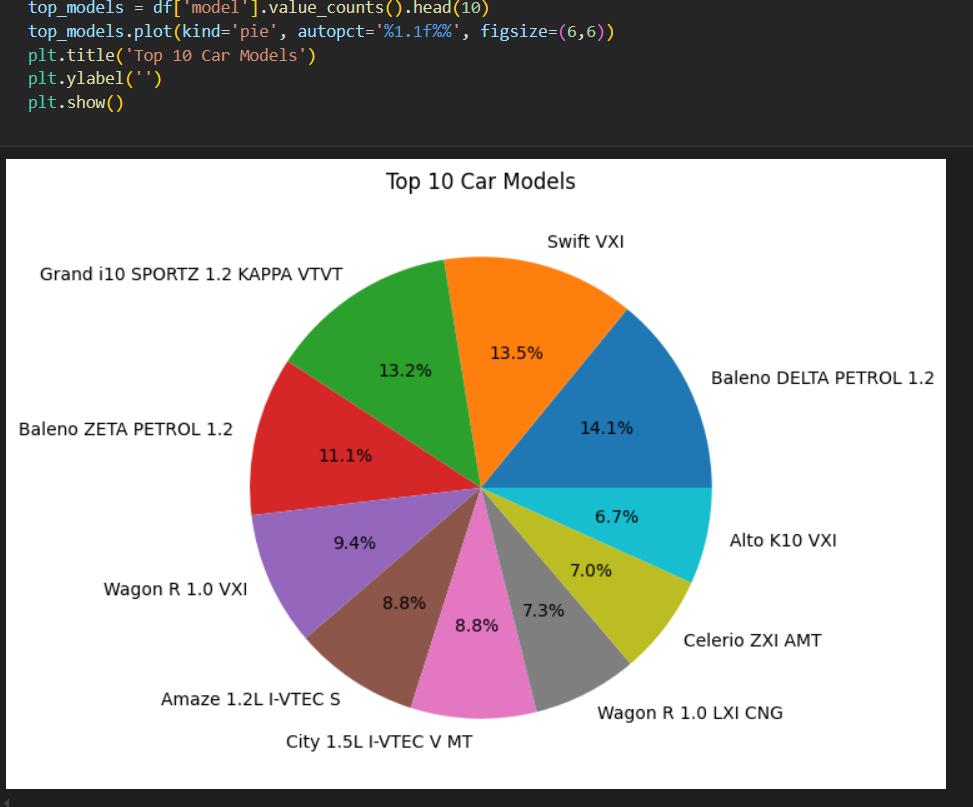 top_models = df['model'].value_counts().head(10)
top_models.plot(kind='pie', autopct='%1.1f%%', figsize=(6,6))
plt.title('Top 10 Car Models')
plt.ylabel('')
plt.show()
Top 10 Car Models
Swift VXI
Grand i10 SPORTZ 1.2 KAPPA VTVT
13.5%
13.2%
Baleno DELTA PETROL 1.2
Baleno ZETA PETROL 1.2
14.1%
11.1%
6.7%
Alto K10 VXI
9.4%
7.0%
Wagon R 1.0 VXI
8.8%
7.3%
8.8%
Celerio ZXI AMT
Amaze 1.2L I-VTEC S
Wagon R 1.0 LXI CNG
City 1.5L I-VTEC V MT